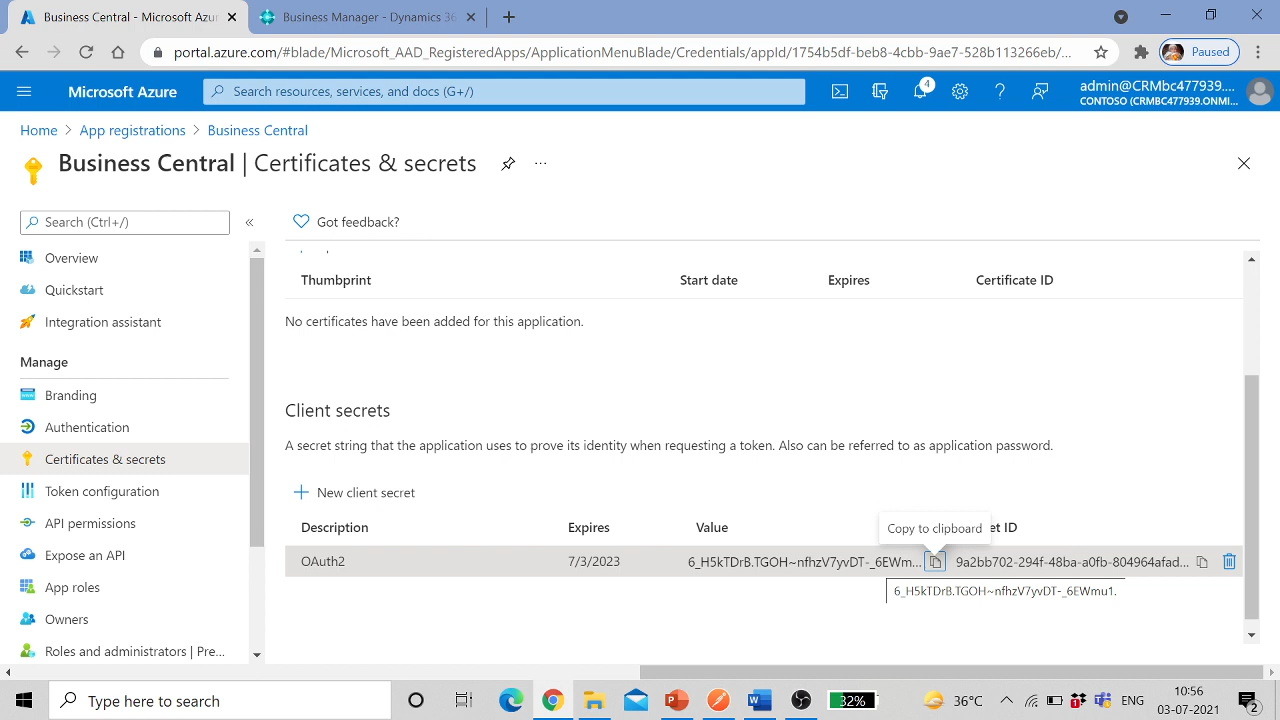 Business Central - Microsoft Azur
Business Manager - Dynamics 36
portal.azure.com/#blade/Microsoft_AAD_RegisteredApps/ApplicationMenuBlade/Credentials/appId/1754b5df-beb8-4cbb-9ae7-528b113266eb/...
Paused
Microsoft Azure
Search resources, services, and docs (G+/)
4
admin@CRMbc477939....
CONTOSO (CRMBC477939.ONMI...
Home > App registrations > Business Central
Business Central | Certificates & secrets
Search (Ctrl+/)
Got feedback?
Overview
Quickstart
Integration assistant
Manage
Branding
Authentication
Certificates & secrets
Token configuration
API permissions
Expose an API
App roles
Owners
Roles and administrators | Pre...
Thumbprint Start date Expires Certificate ID
No certificates have been added for this application.
Client secrets
A secret string that the application uses to prove its identity when requesting a token. Also can be referred to as application password.
New client secret
Copy to clipboard
Description Expires Value et ID
OAuth2 7/3/2023 6_H5kTDrB.TGOH~nfhzV7yvDT-_6EWm... 9a2bb702-294f-48ba-a0fb-804964afad...
6_H5kTDrB.TGOH~nfhzV7yvDT-_6EWmu1.
Type here to search
32%
36°C
ENG
10:56
03-07-2021
2